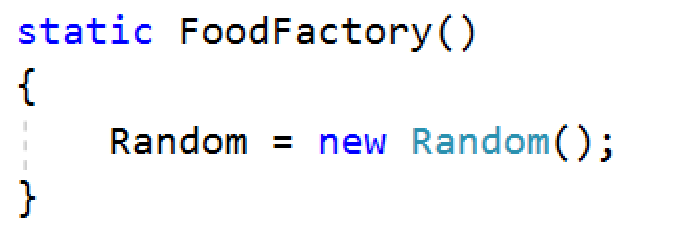 static FoodFactory()
{
    Random = new Random();
}